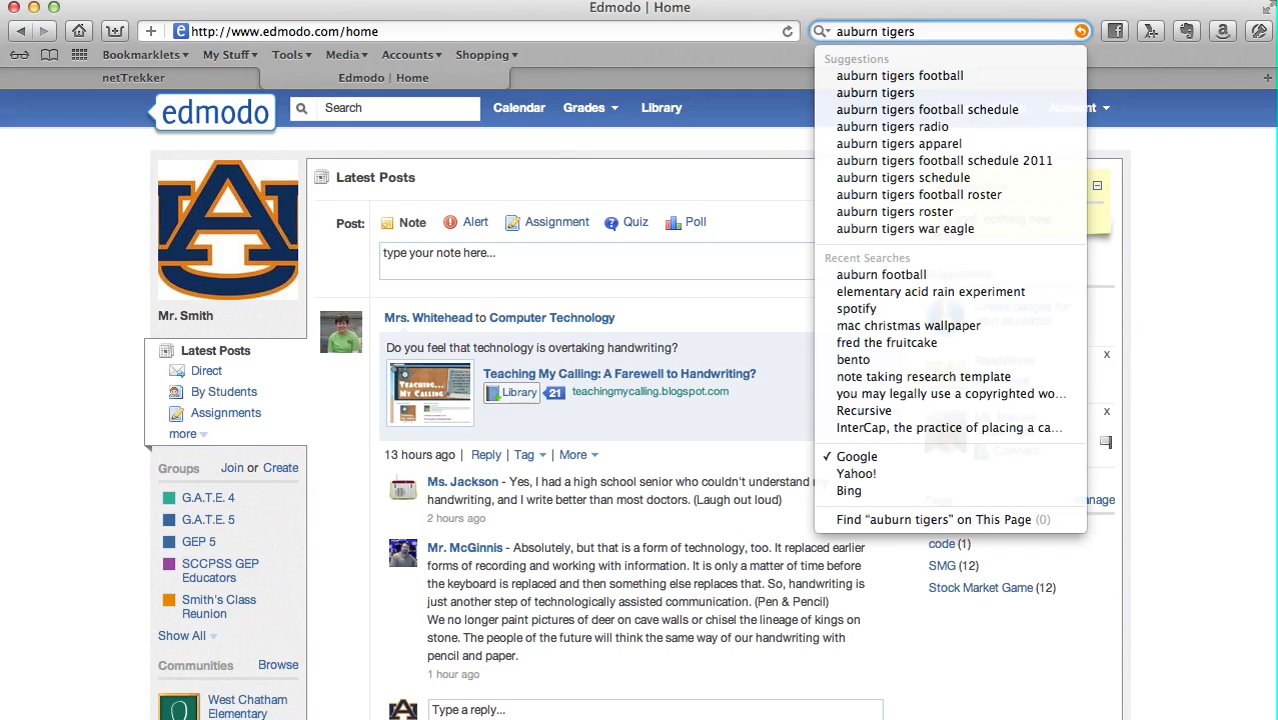 Edmodo | Home
http://www.edmodo.com/home
auburn tigers
Bookmarklets
My Stuff
Tools
Media
Accounts
Shopping
netTrekker
Edmodo | Home
edmodo
Search
Calendar
Grades
Library
Account
Suggestions
auburn tigers football
auburn tigers
auburn tigers football schedule
auburn tigers radio
auburn tigers apparel
auburn tigers football schedule 2011
auburn tigers schedule
auburn tigers football roster
auburn tigers roster
auburn tigers war eagle
Recent Searches
auburn football
elementary acid rain experiment
spotify
mac christmas wallpaper
fred the fruitcake
bento
note taking research template
you may legally use a copyrighted wo...
Recursive
InterCap, the practice of placing a ca...
Google
Yahoo!
Bing
Find “auburn tigers” on This Page (0)
Mr. Smith
Latest Posts
Direct
By Students
Assignments
more
Groups Join or Create
G.A.T.E. 4
G.A.T.E. 5
GEP 5
SCCPSS GEP
Educators
Smith's Class
Reunion
Show All
Communities Browse
West Chatham
Elementary
Latest Posts
Post: Note Alert Assignment Quiz Poll
type your note here...
Mrs. Whitehead to Computer Technology
Do you feel that technology is overtaking handwriting?
Teaching My Calling: A Farewell to Handwriting?
Library 21 teachingmycalling.blogspot.com
13 hours ago | Reply | Tag | More
Ms. Jackson - Yes, I had a high school senior who couldn't understand my
handwriting, and I write better than most doctors. (Laugh out loud)
2 hours ago
Mr. McGinnis - Absolutely, but that is a form of technology, too. It replaced earlier
forms of recording and working with information. It is only a matter of time before
the keyboard is replaced and then something else replaces that. So, handwriting is
just another step of technologically assisted communication. (Pen & Pencil)
We no longer paint pictures of deer on cave walls or chisel the lineage of kings on
stone. The people of the future will think the same way of our handwriting with
pencil and paper.
1 hour ago
Type a reply...
code (1)
SMG (12)
Stock Market Game (12)